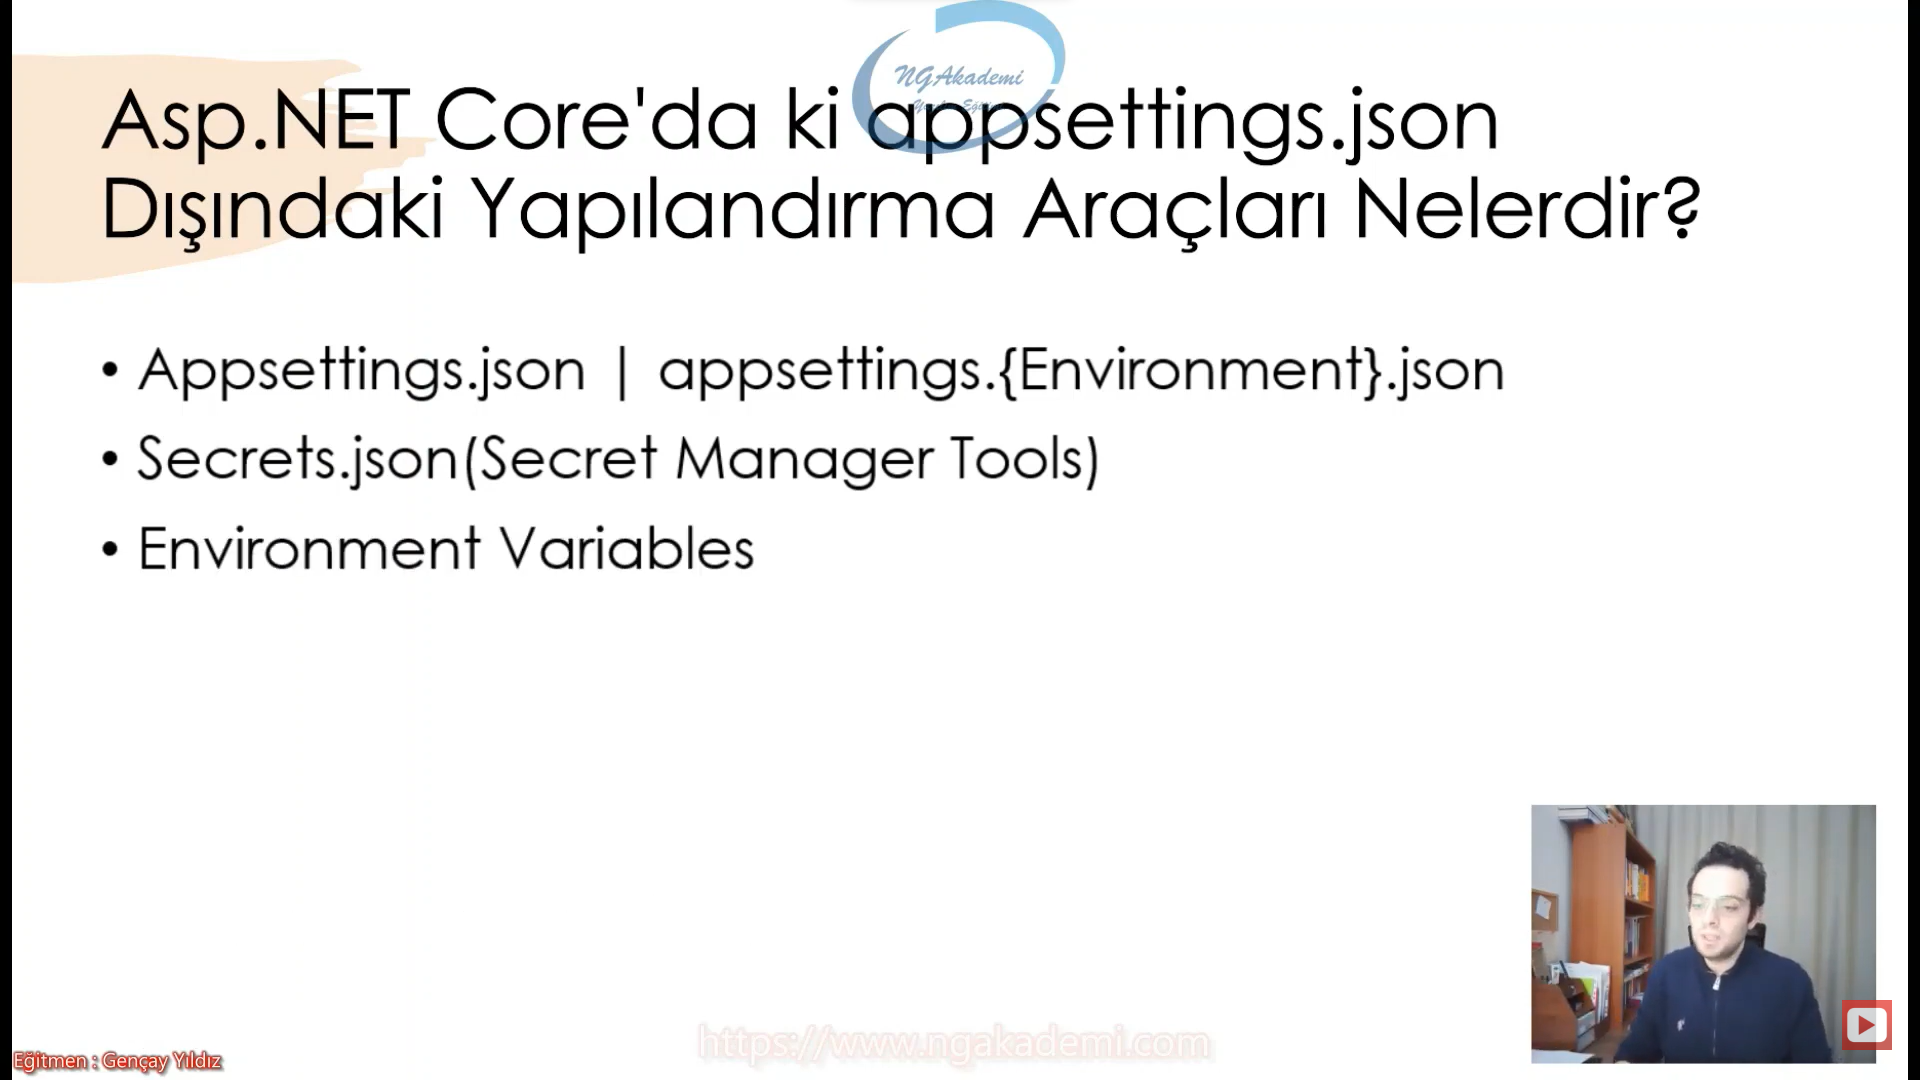 NGAkademi
Asp.NET Core'da ki appsettings.json
Dışındaki Yapılandırma Araçları Nelerdir?
• Appsettings.json | appsettings.{Environment}.json
• Secrets.json(Secret Manager Tools)
• Environment Variables
https://www.ngakademi.com
Eğitmen : Gençay Yıldız